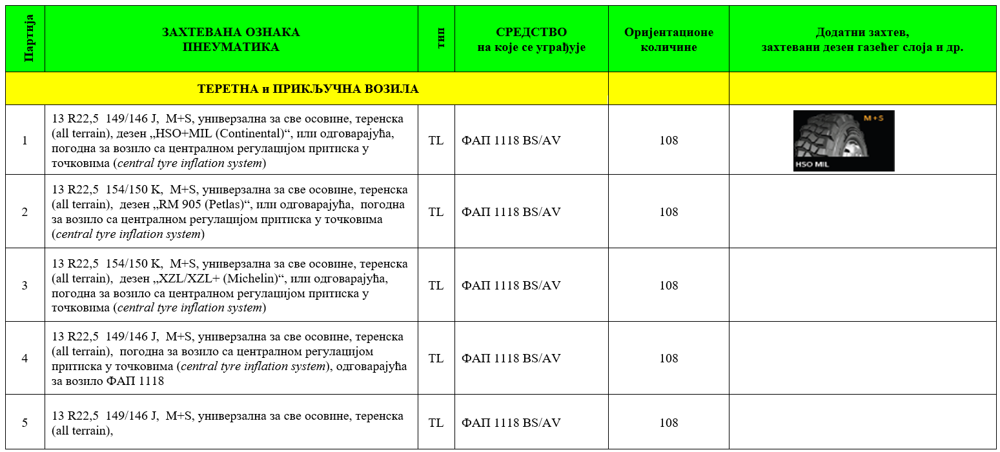 Партија
ЗАХТЕВАНА ОЗНАКА
ПНЕУМАТИКА
тип
СРЕДСТВО
на које се уграђује
Оријентационе
количине
Додатни захтев,
захтевани дезен газећег слоја и др.
ТЕРЕТНА и ПРИКЉУЧНА ВОЗИЛА
1
13 R22,5  149/146 J,  M+S, универзална за све осовине, теренска
(all terrain), дезен „HSO+MIL (Continental)“, или одговарајућа,
погодна за возило са централном регулацијом притиска у
точковима (central tyre inflation system)
TL
ФАП 1118 BS/AV
108
M+S
HSO MIL
2
13 R22,5  154/150 K,  M+S, универзална за све осовине, теренска
(all terrain),  дезен „RM 905 (Petlas)“, или одговарајућа,  погодна
за возило са централном регулацијом притиска у точковима
(central tyre inflation system)
TL
ФАП 1118 BS/AV
108
3
13 R22,5  154/150 K,  M+S, универзална за све осовине, теренска
(all terrain),  дезен „XZL/XZL+ (Michelin)“, или одговарајућа,
погодна за возило са централном регулацијом притиска у
точковима (central tyre inflation system)
TL
ФАП 1118 BS/AV
108
4
13 R22,5  149/146 J,  M+S, универзална за све осовине, теренска
(all terrain),  погодна за возило са централном регулацијом
притиска у точковима (central tyre inflation system), одговарајућа
за возило ФАП 1118
TL
ФАП 1118 BS/AV
108
5
13 R22,5  149/146 J,  M+S, универзална за све осовине, теренска
(all terrain),
TL
ФАП 1118 BS/AV
108